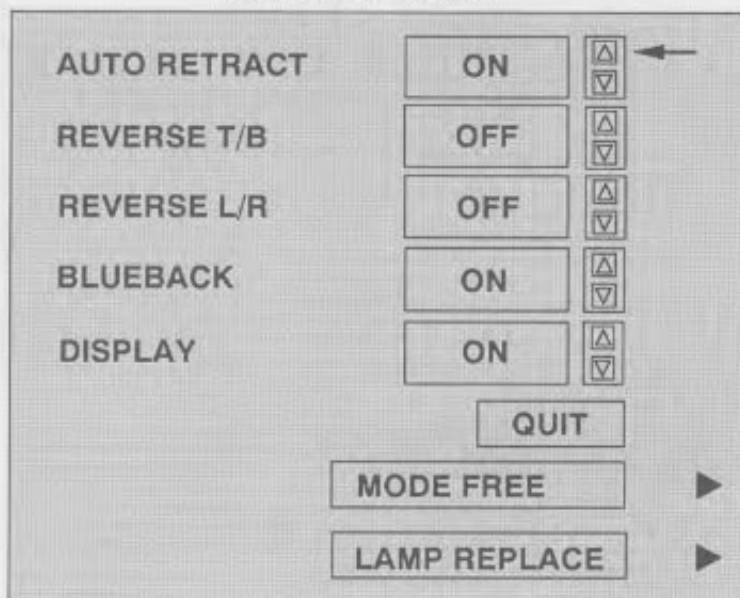 AUTO RETRACT ON
REVERSE T/B OFF
REVERSE L/R OFF
BLUEBACK ON
DISPLAY ON
QUIT
MODE FREE
LAMP REPLACE